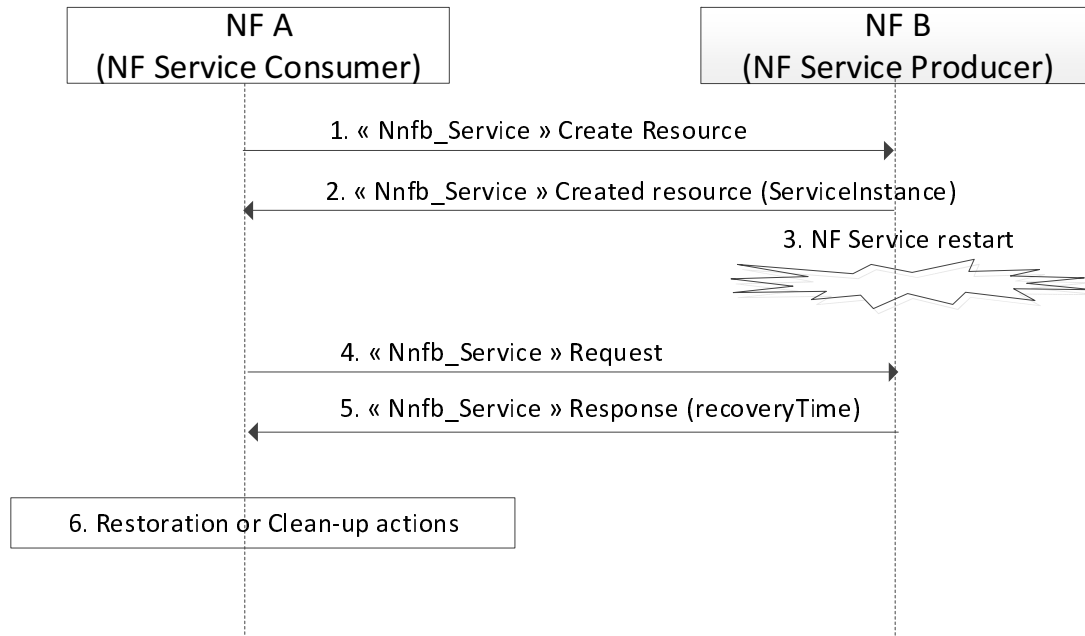 NF A
(NF Service Consumer)
NF B
(NF Service Producer)
1. « Nnfb_Service » Create Resource
2. « Nnfb_Service » Created resource (ServiceInstance)
3. NF Service restart
4. « Nnfb_Service » Request
5. « Nnfb_Service » Response (recoveryTime)
6. Restoration or Clean-up actions